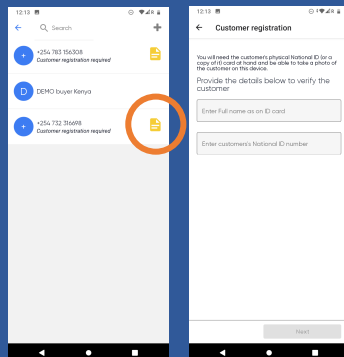 12:13
Search
+254 783 156308
Customer registration required
D DEMO buyer Kenya
+254 732 316698
Customer registration required
12:13
Customer registration
You will need the customer's physical National ID (or a
copy of it) card at hand and be able to take a photo of
the customer on this device.
Provide the details below to verify the
customer
Enter Full name as on ID card
Enter customer's National ID number
Next